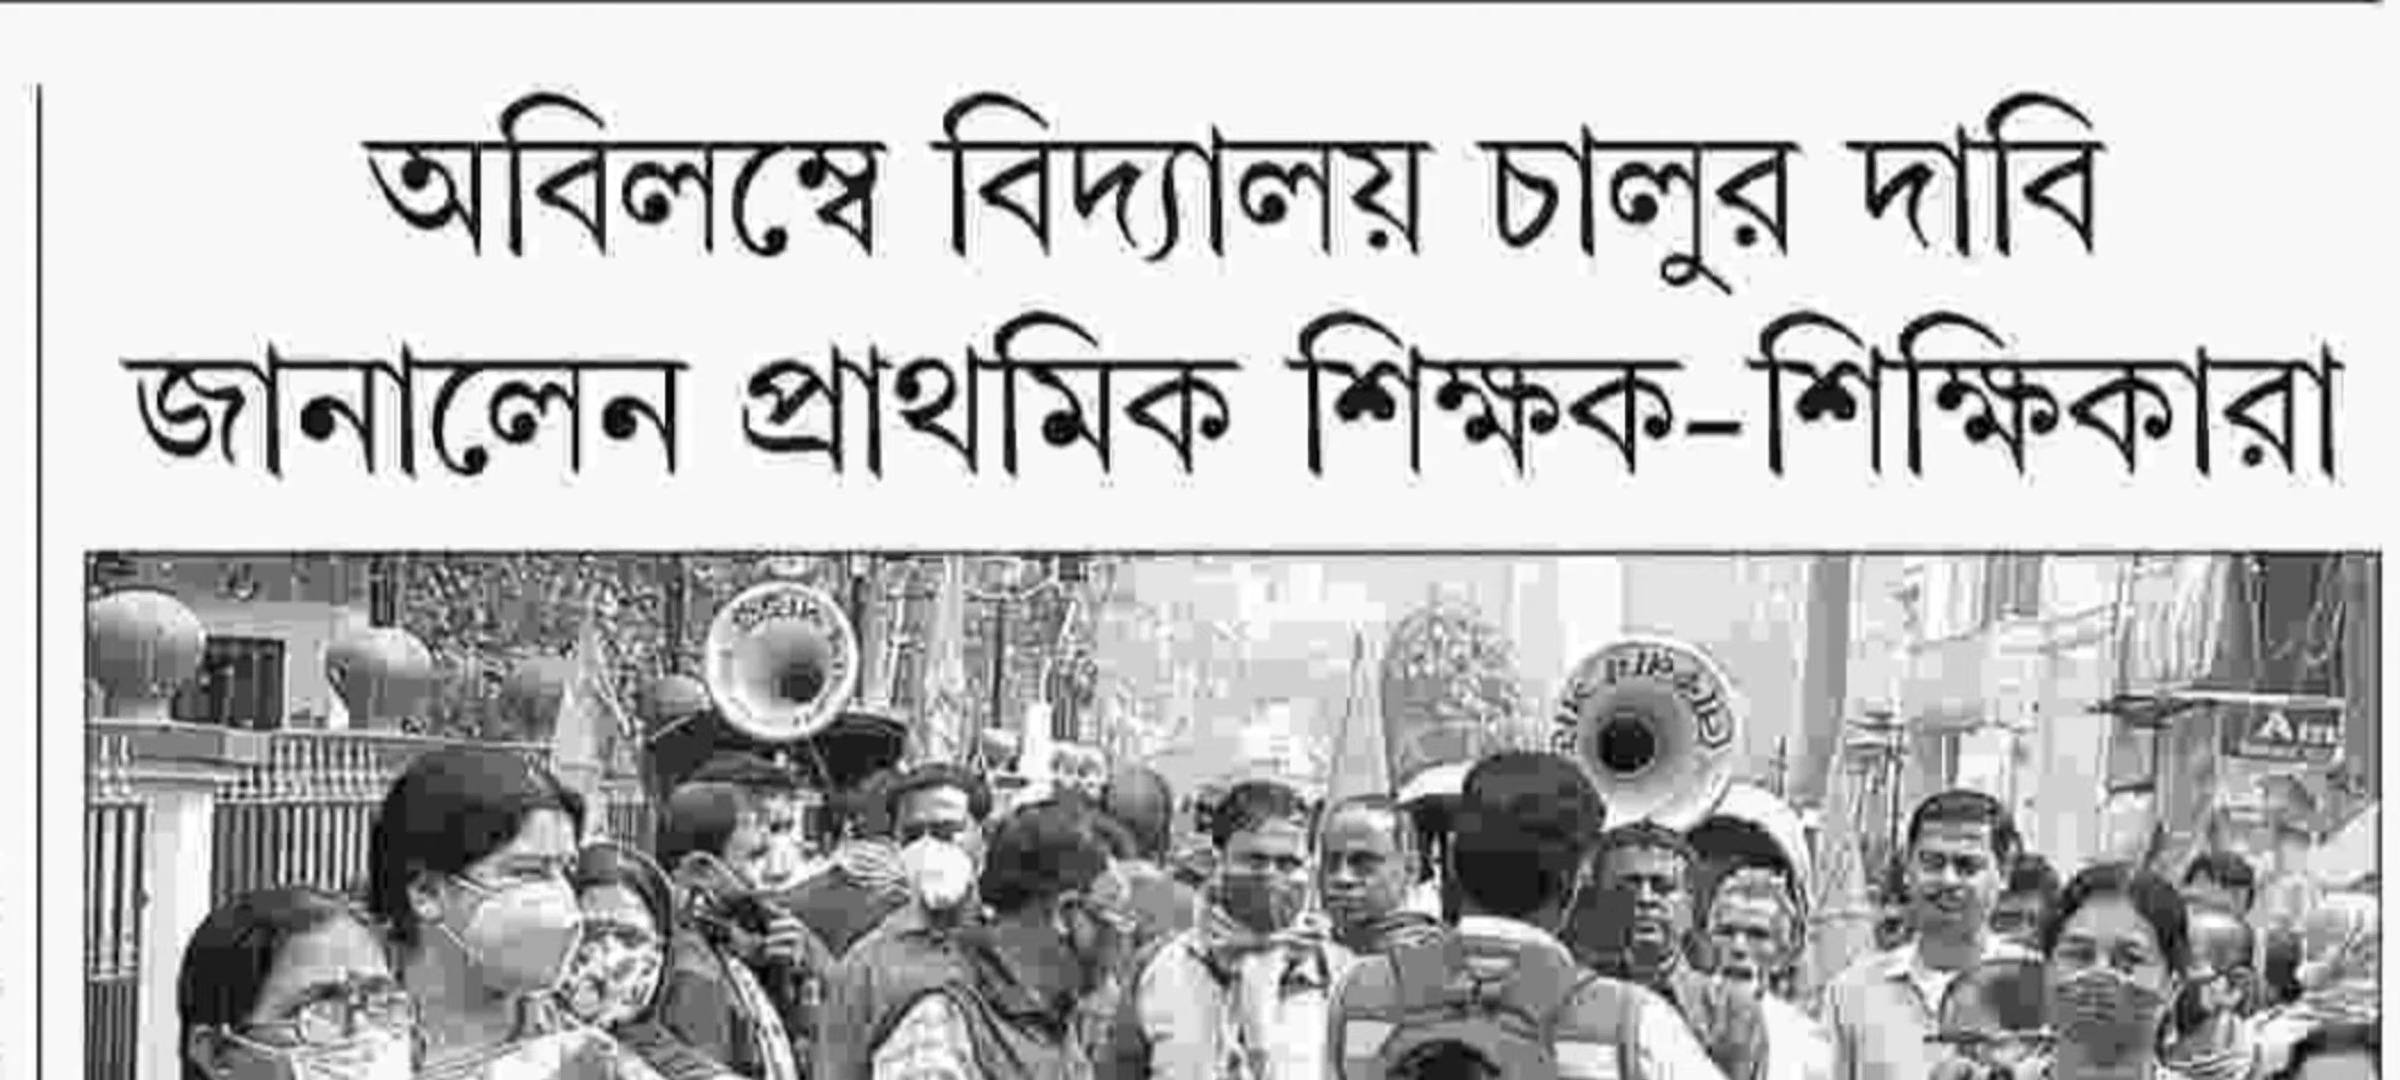 অবিলম্বে বিদ্যালয় চালুর দাবি
জানালেন প্রাথমিক শিক্ষক-শিক্ষিকারা